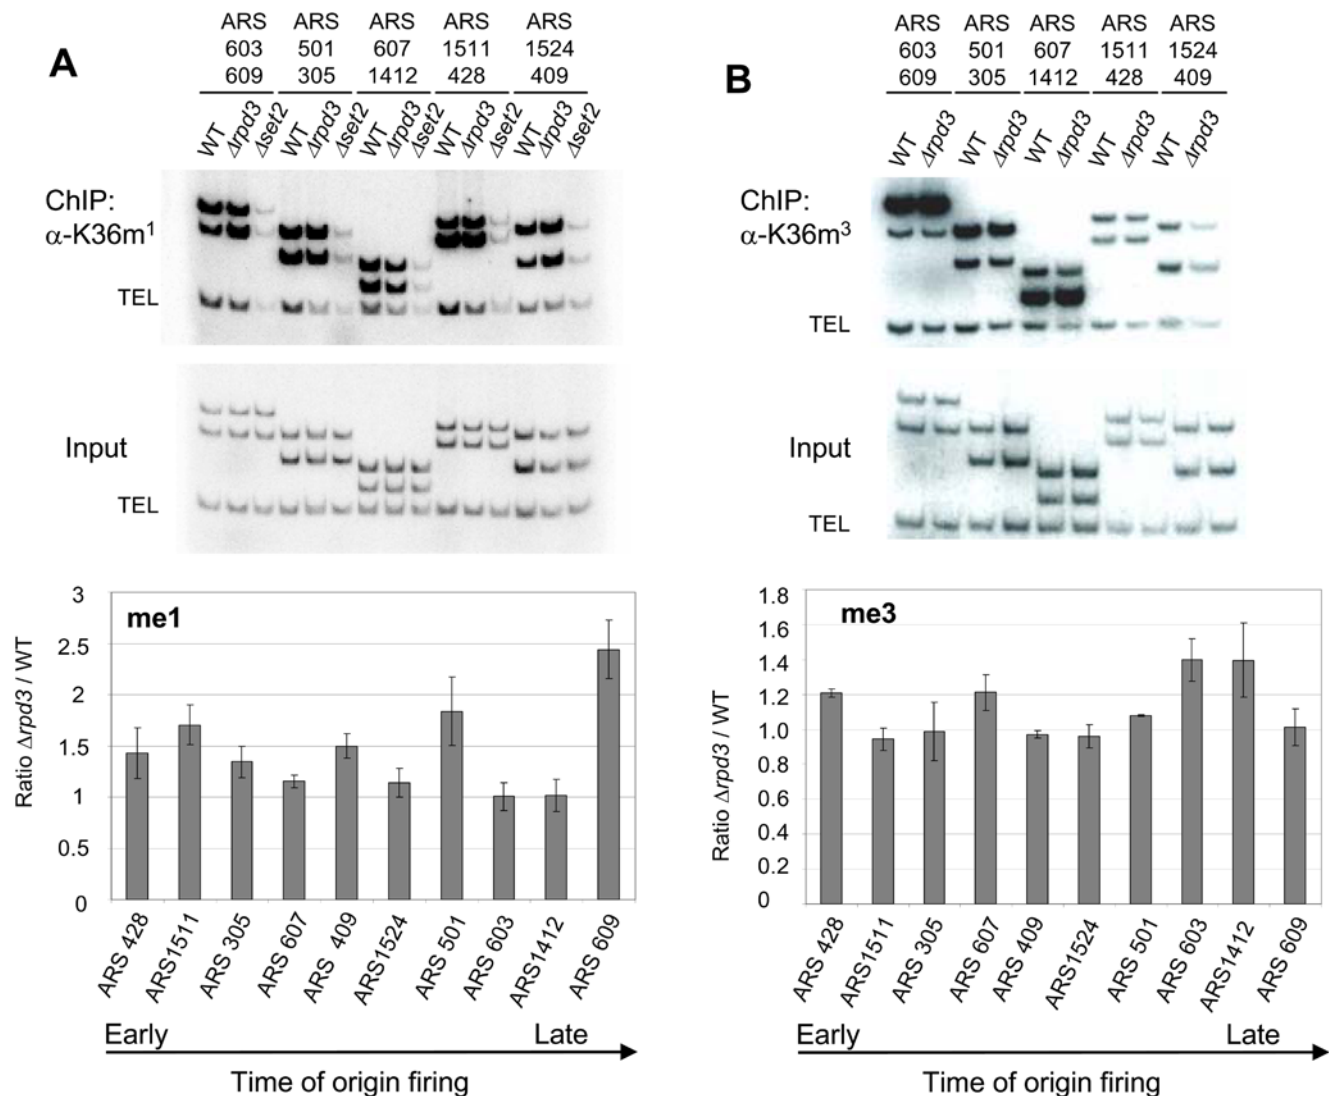 A
ARS ARS ARS ARS ARS
603 501 607 1511 1524
609 305 1412 428 409
WT Δrpd3 Δset2 WT Δrpd3 Δset2 WT Δrpd3 Δset2 WT Δrpd3 Δset2 WT Δrpd3 Δset2
ChIP:
α-K36m¹
TEL
Input
TEL
me1
Ratio Δrpd3 / WT
3
2.5
2
1.5
1
0.5
0
ARS 428 ARS1511 ARS 305 ARS 607 ARS 409 ARS1524 ARS 501 ARS 603 ARS1412 ARS 609
Early Late
Time of origin firing
B
ARS ARS ARS ARS ARS
603 501 607 1511 1524
609 305 1412 428 409
WT Δrpd3 WT Δrpd3 WT Δrpd3 WT Δrpd3 WT Δrpd3
ChIP:
α-K36m³
TEL
Input
TEL
me3
Ratio Δrpd3 / WT
1.8
1.6
1.4
1.2
1.0
0.8
0.6
0.4
0.2
0
ARS 428 ARS1511 ARS 305 ARS 607 ARS 409 ARS1524 ARS 501 ARS 603 ARS1412 ARS 609
Early Late
Time of origin firing